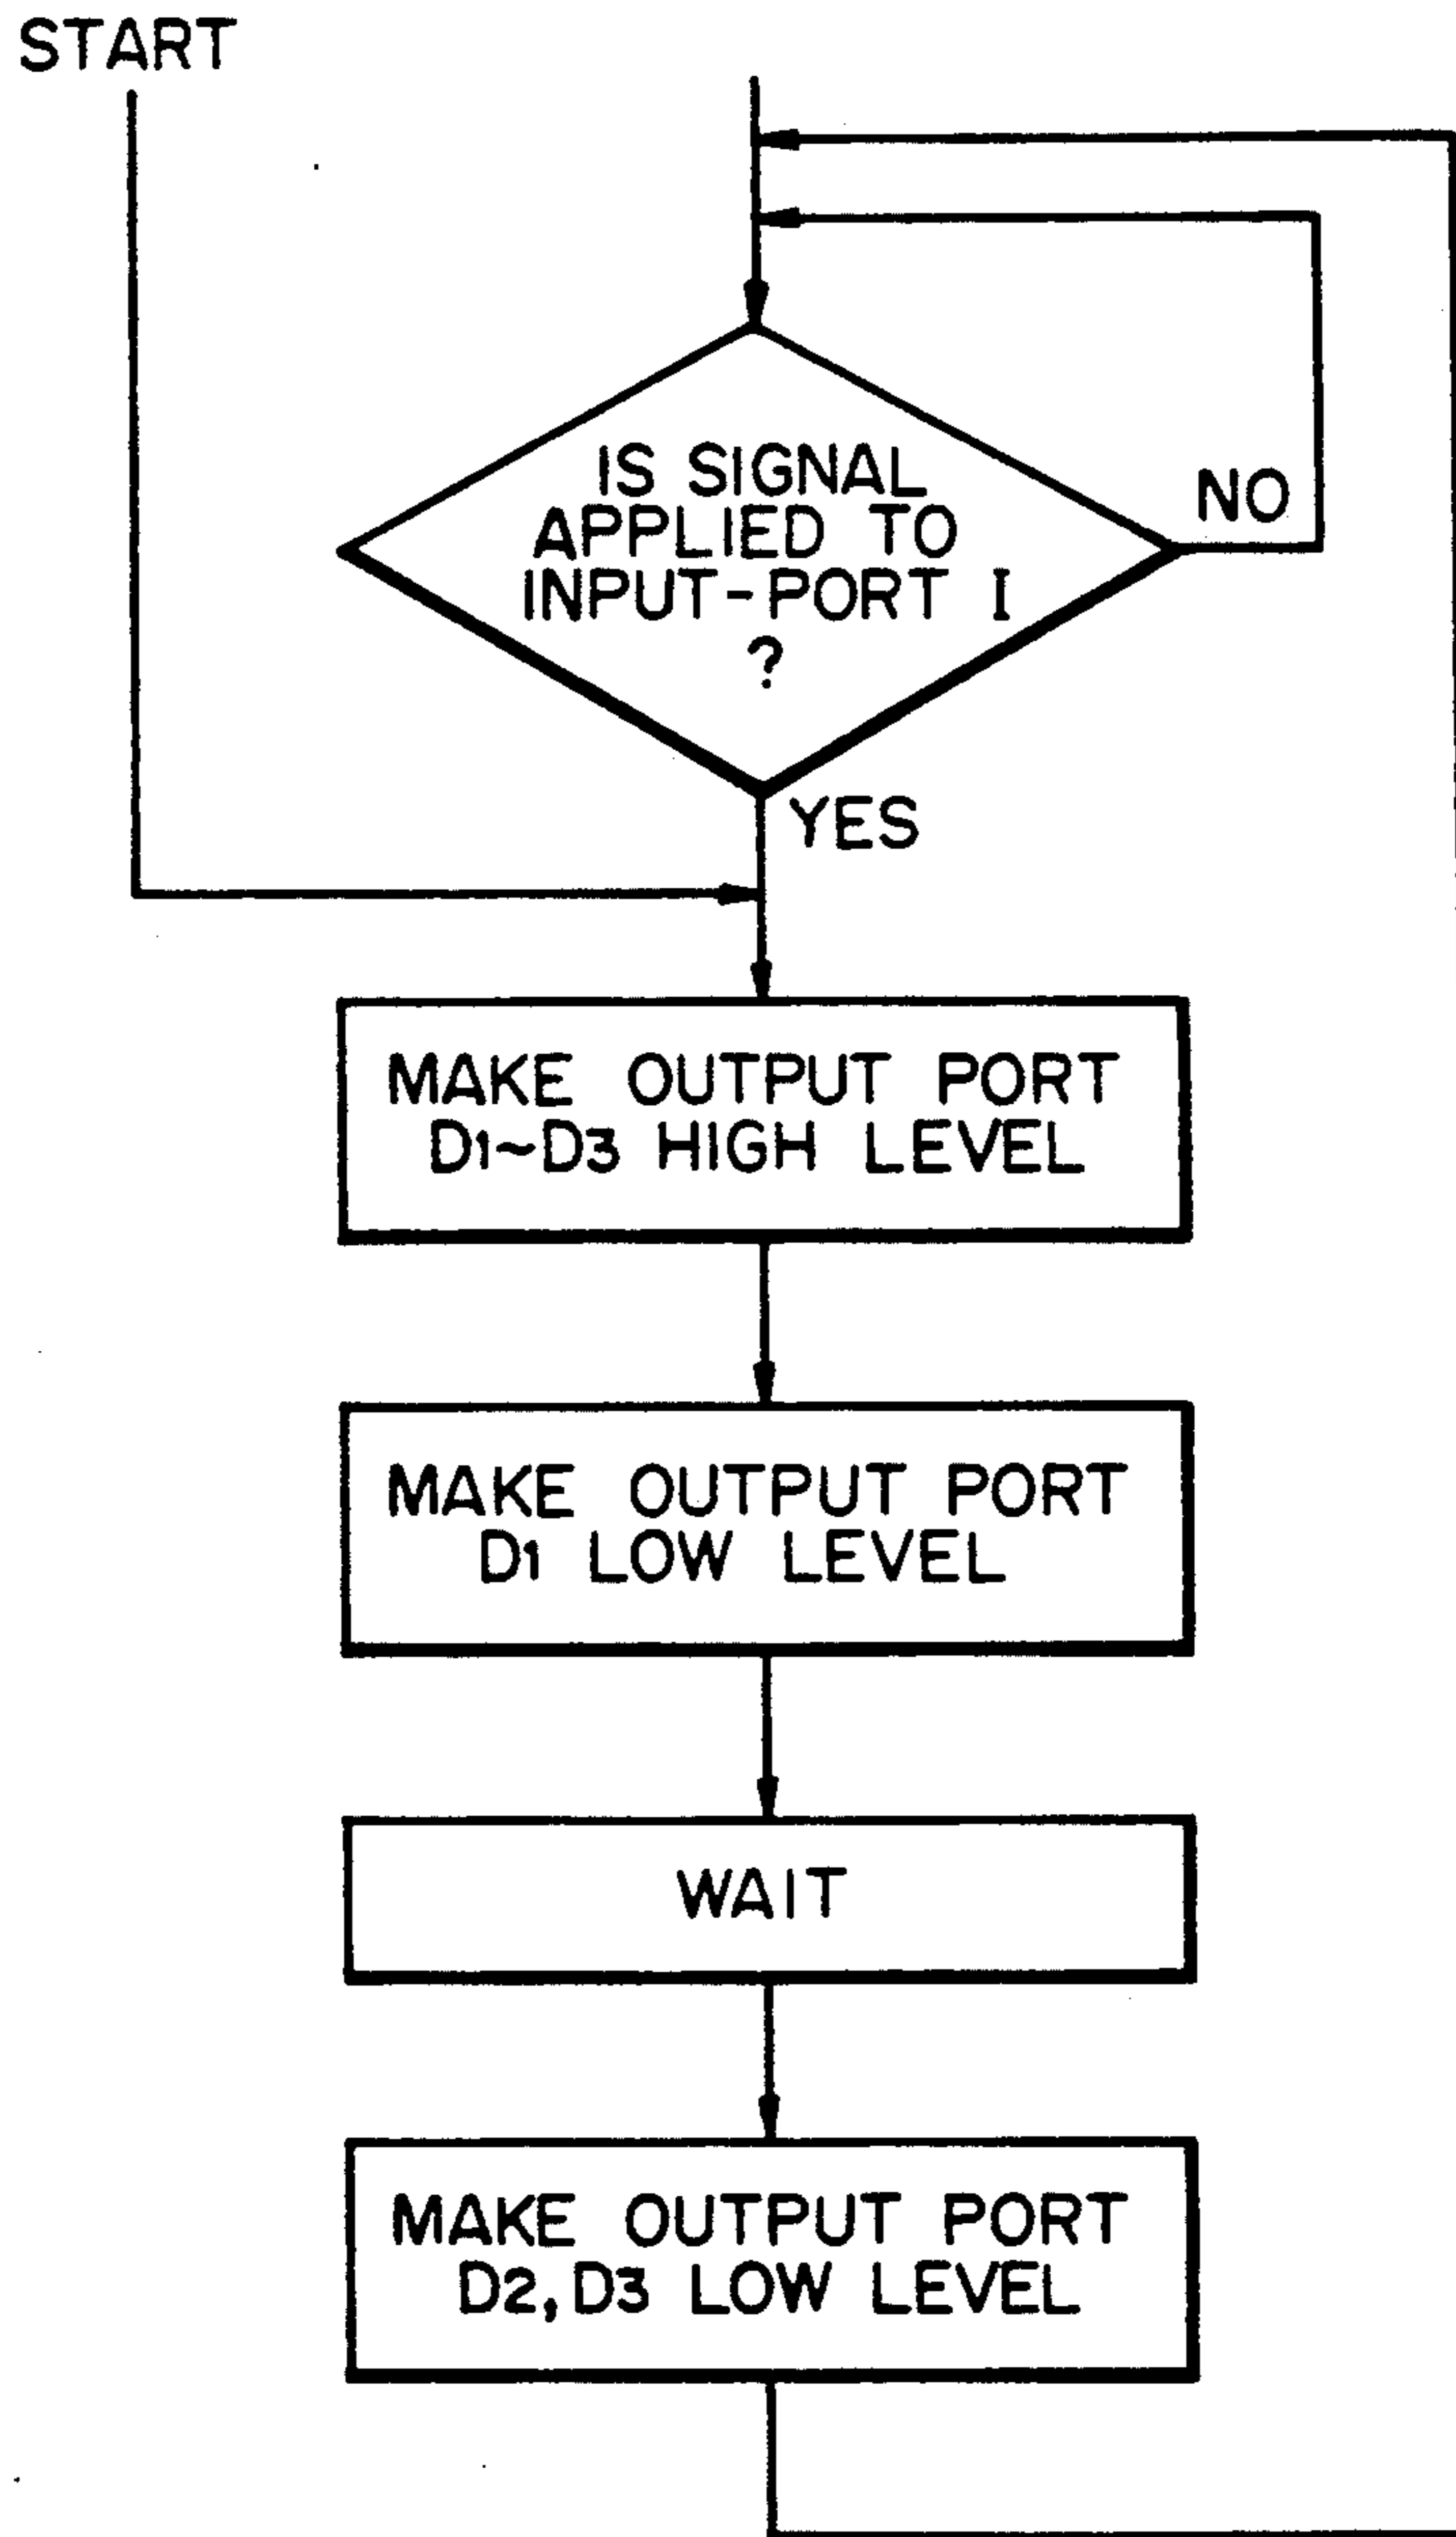 START
IS SIGNAL
APPLIED TO
INPUT-PORT I
?
NO
YES
MAKE OUTPUT PORT
D1~D3 HIGH LEVEL
MAKE OUTPUT PORT
D1 LOW LEVEL
WAIT
MAKE OUTPUT PORT
D2,D3 LOW LEVEL